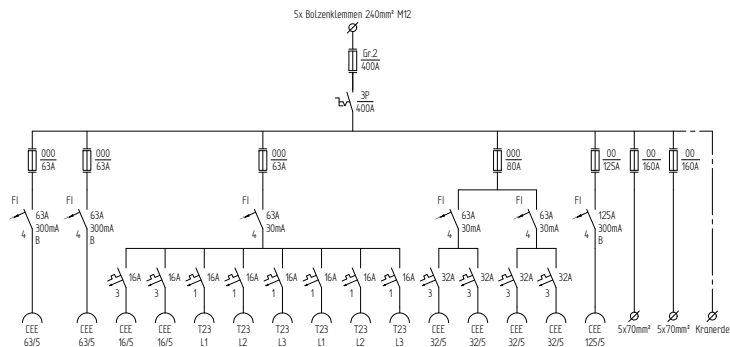 5x Bolzenklemmen 240mm² M12
Gr.2
400A
3P
400A
000 000 000 000 00 00 00
63A 63A 63A 80A 125A 160A 160A
FI FI FI FI FI FI
63A 63A 63A 63A 63A 125A
300mA 300mA 30mA 30mA 30mA 300mA
4 B 4 B 4 4 4 4 B
16A 16A 16A 16A 16A 16A 16A 16A 32A 32A 32A 32A
3 3 1 1 1 1 1 1 3 3 3 3
CEE CEE CEE CEE T23 T23 T23 T23 T23 T23 CEE CEE CEE CEE CEE 5x70mm² 5x70mm² Kranerde
63/5 63/5 16/5 16/5 L1 L2 L3 L1 L2 L3 32/5 32/5 32/5 32/5 125/5